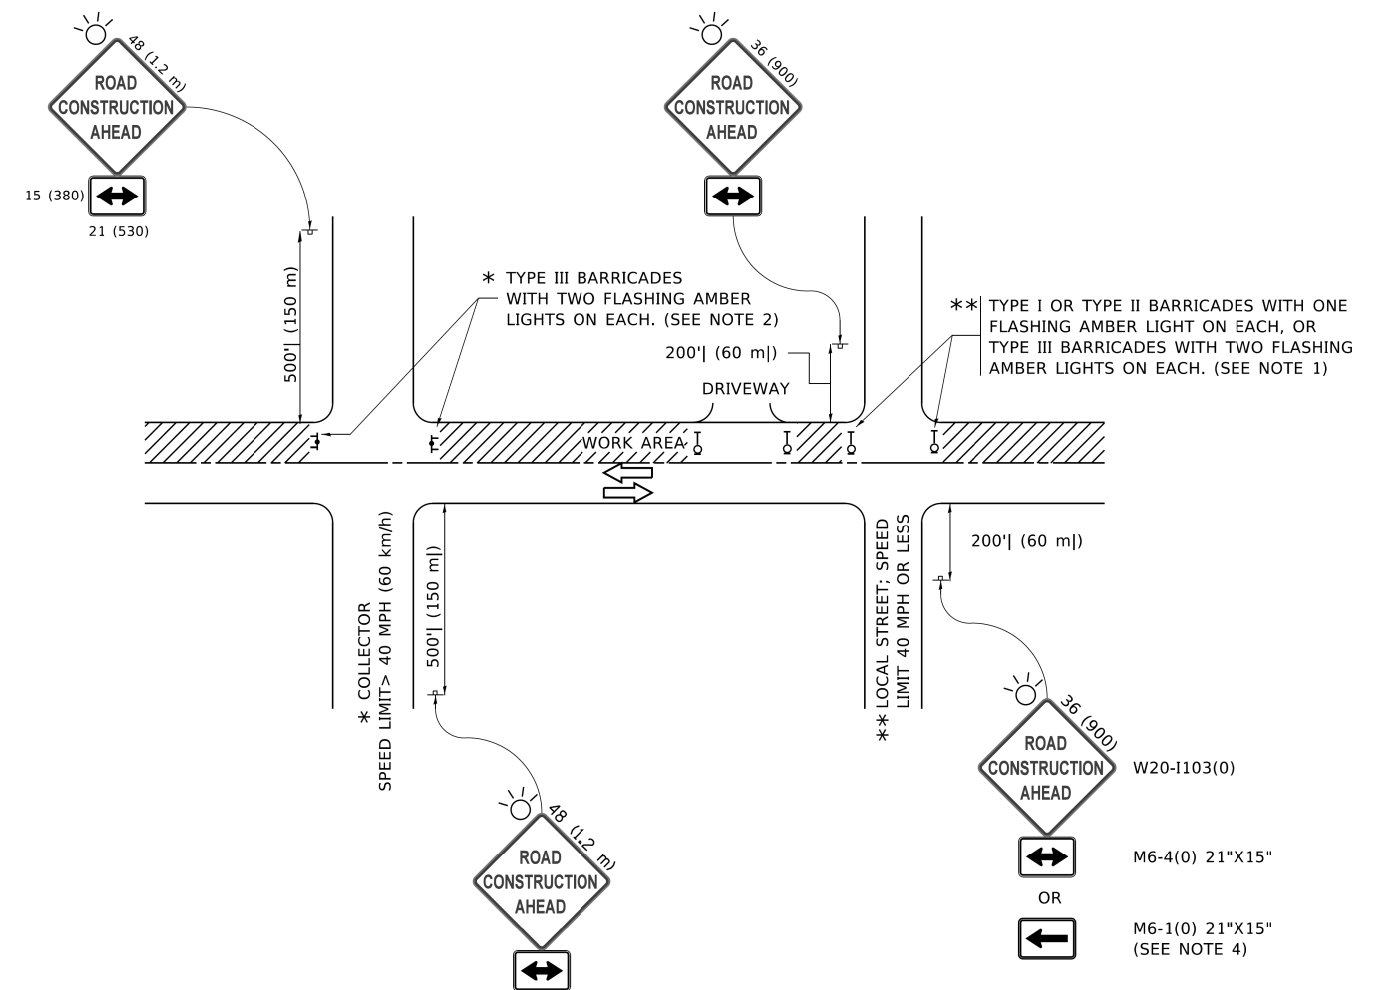 48 (1.2 m)
ROAD
CONSTRUCTION
AHEAD
15 (380)
21 (530)
36 (900)
ROAD
CONSTRUCTION
AHEAD
500'| (150 m)
* TYPE III BARRICADES
WITH TWO FLASHING AMBER
LIGHTS ON EACH. (SEE NOTE 2)
200'| (60 m|)
DRIVEWAY
** TYPE I OR TYPE II BARRICADES WITH ONE
FLASHING AMBER LIGHT ON EACH, OR
TYPE III BARRICADES WITH TWO FLASHING
AMBER LIGHTS ON EACH. (SEE NOTE 1)
WORK AREA
* COLLECTOR
SPEED LIMIT> 40 MPH (60 km/h)
500'| (150 m|)
**LOCAL STREET; SPEED
LIMIT 40 MPH OR LESS
200'| (60 m|)
36 (900)
ROAD
CONSTRUCTION
AHEAD
W20-I103(0)
M6-4(0) 21"X15"
OR
M6-1(0) 21"X15"
(SEE NOTE 4)
48 (1.2 m)
ROAD
CONSTRUCTION
AHEAD